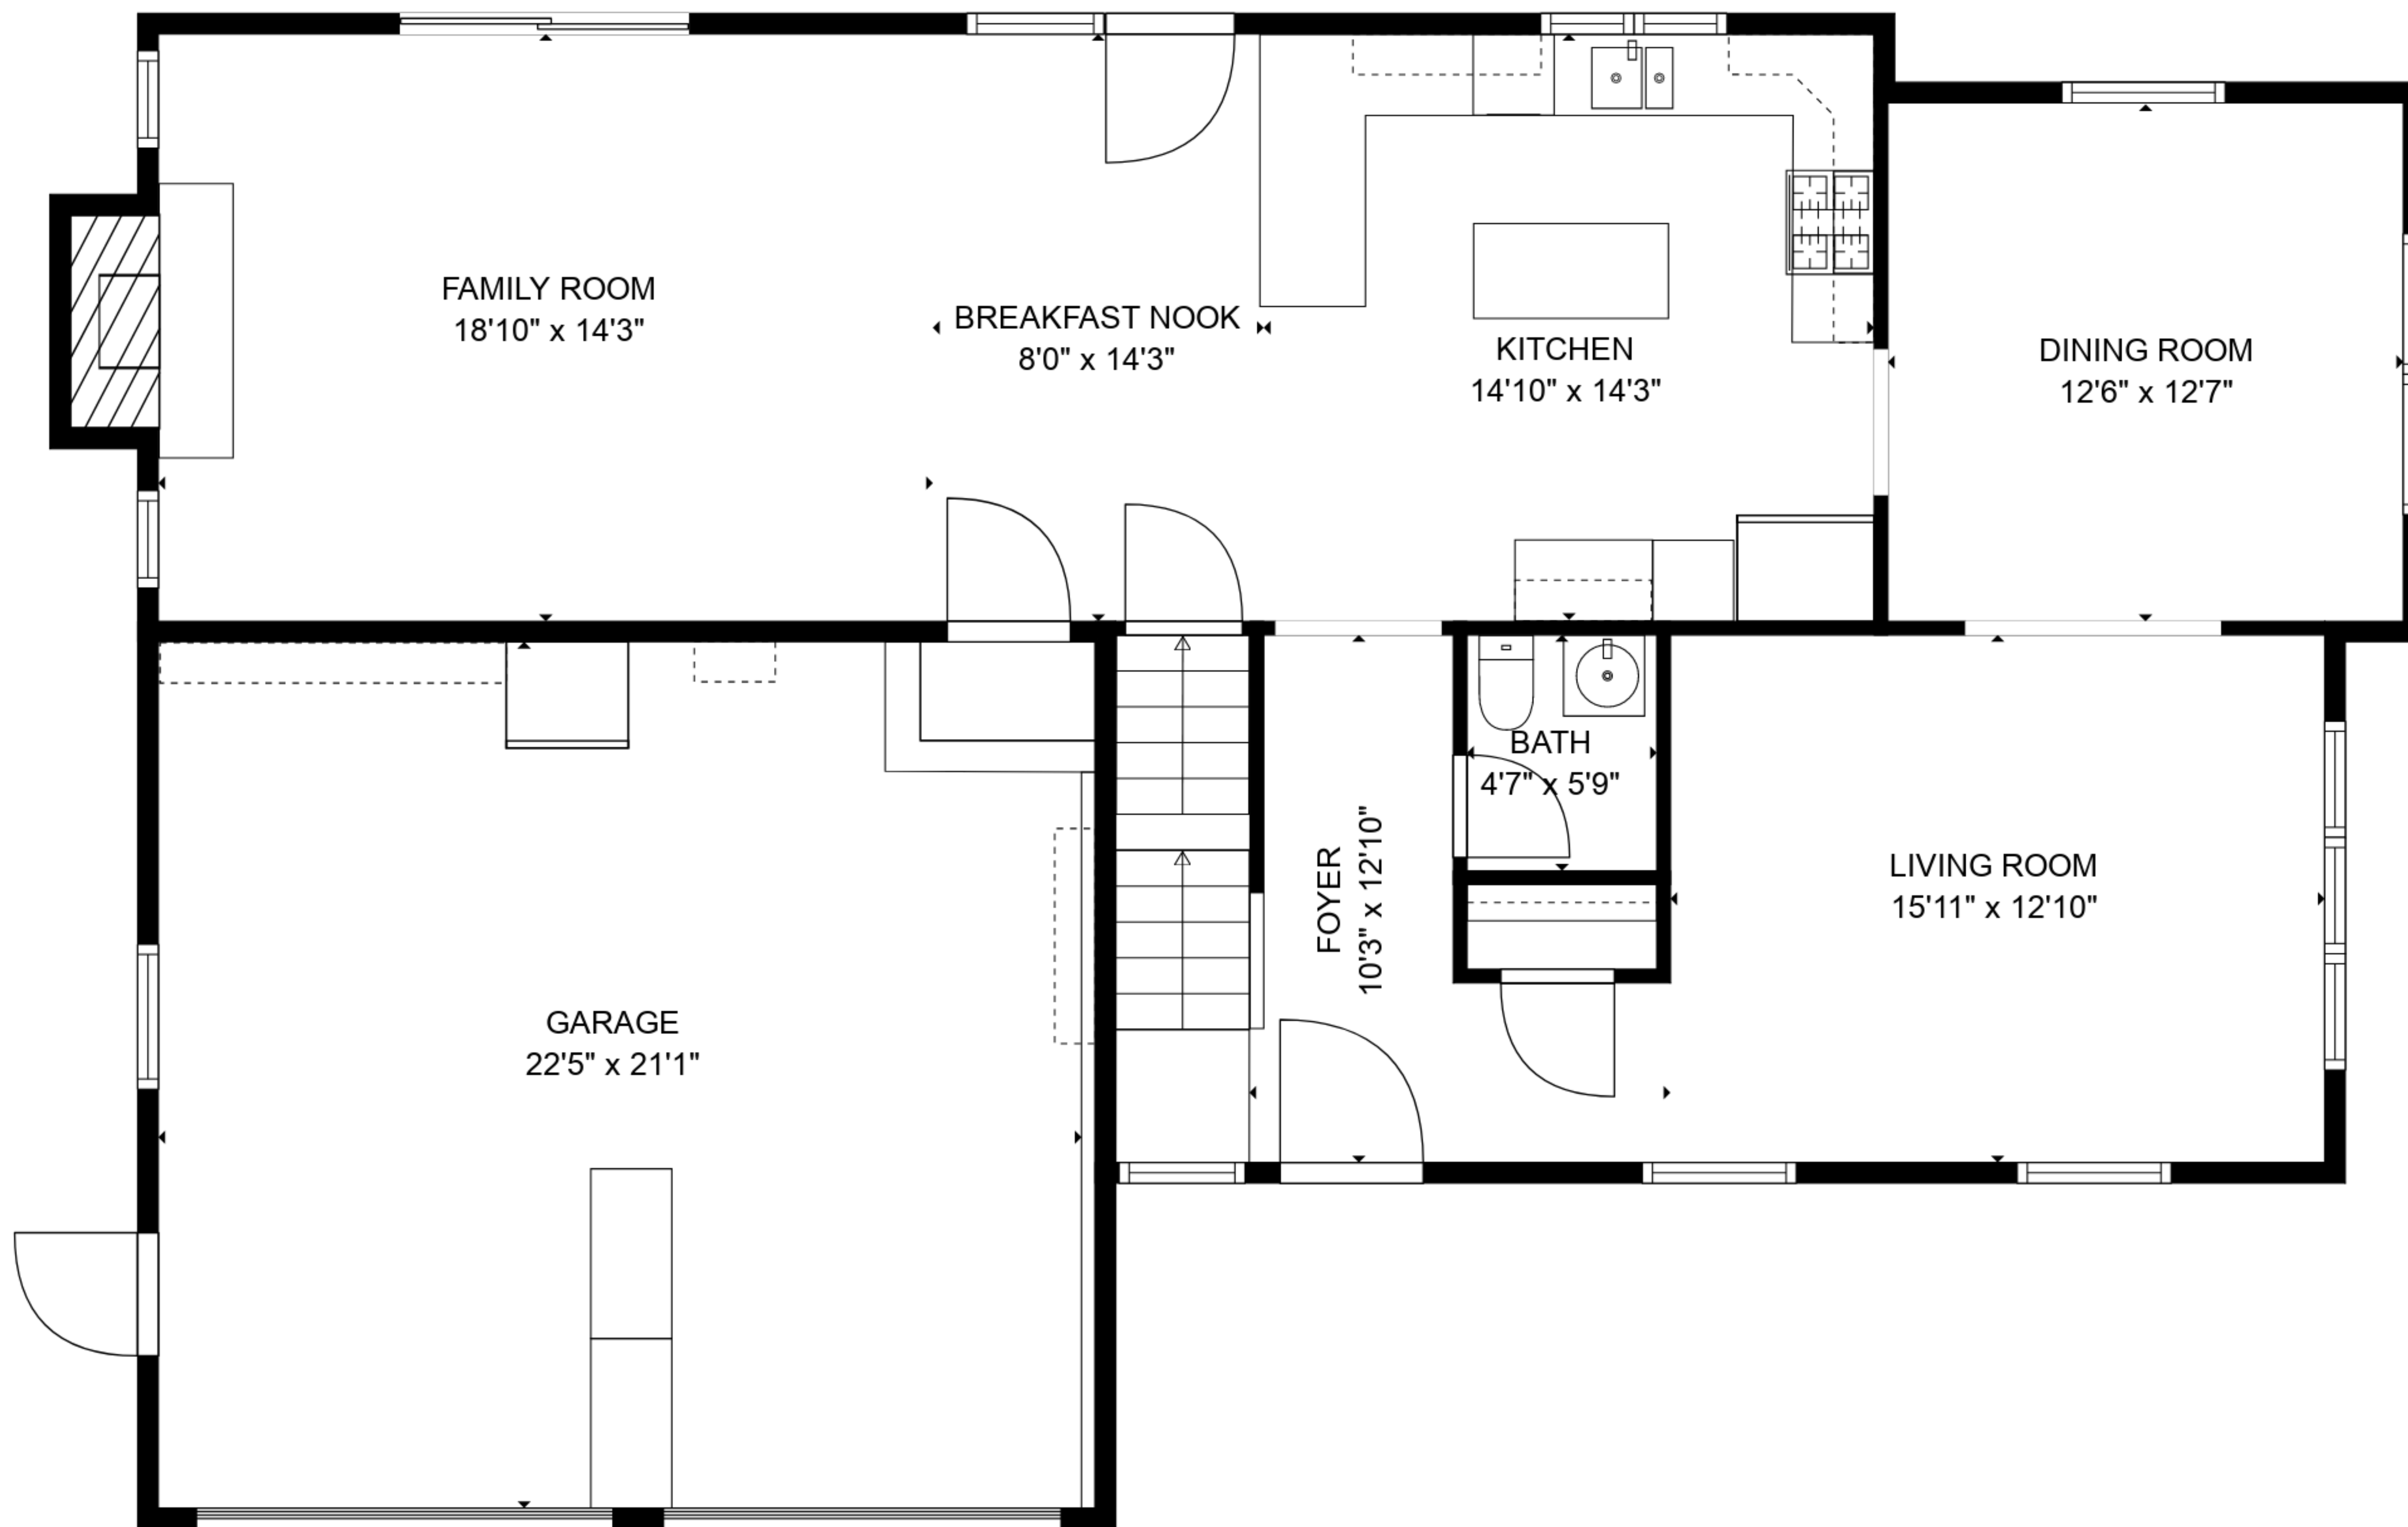 FAMILY ROOM
18'10" x 14'3"
BREAKFAST NOOK
8'0" x 14'3"
KITCHEN
14'10" x 14'3"
DINING ROOM
12'6" x 12'7"
BATH
4'7" x 5'9"
FOYER
10'3" x 12'10"
LIVING ROOM
15'11" x 12'10"
GARAGE
22'5" x 21'1"